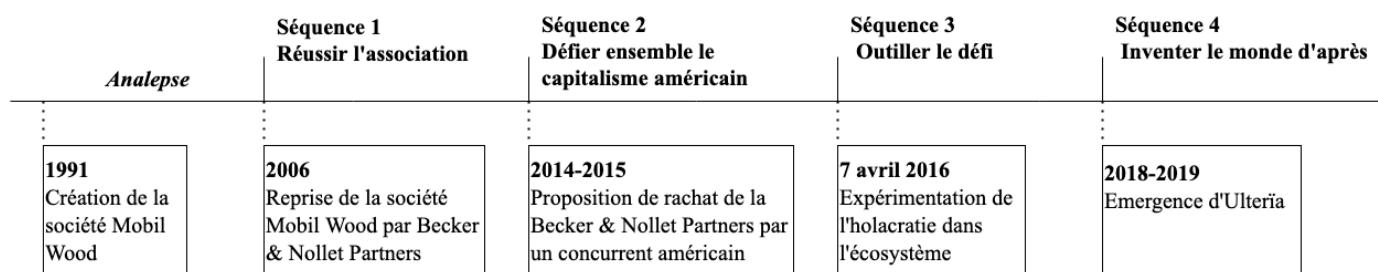 Analepse
Séquence 1
Réussir l'association
Séquence 2
Défier ensemble le
capitalisme américain
Séquence 3
Outiller le défi
Séquence 4
Inventer le monde d'après
1991
Création de la
société Mobil
Wood
2006
Reprise de la société
Mobil Wood par Becker
& Nollet Partners
2014-2015
Proposition de rachat de la
Becker & Nollet Partners par
un concurrent américain
7 avril 2016
Expérimentation de
l'holacratie dans
l'écosystème
2018-2019
Emergence d'Ulterïa